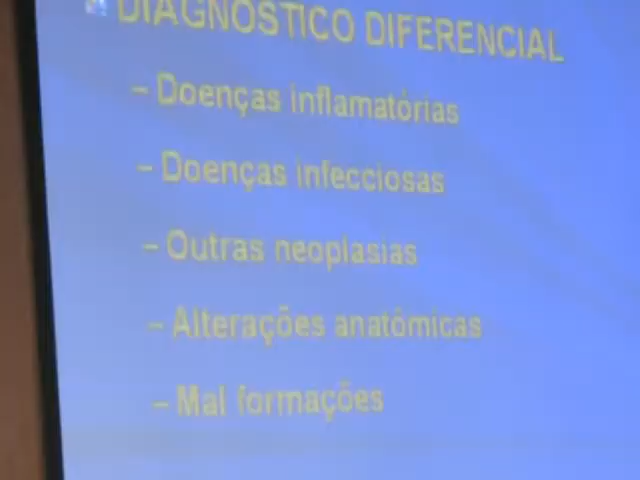 DIAGNÓSTICO DIFERENCIAL
– Doenças inflamatórias
– Doenças infecciosas
– Outras neoplasias
– Alterações anatômicas
– Mal formações